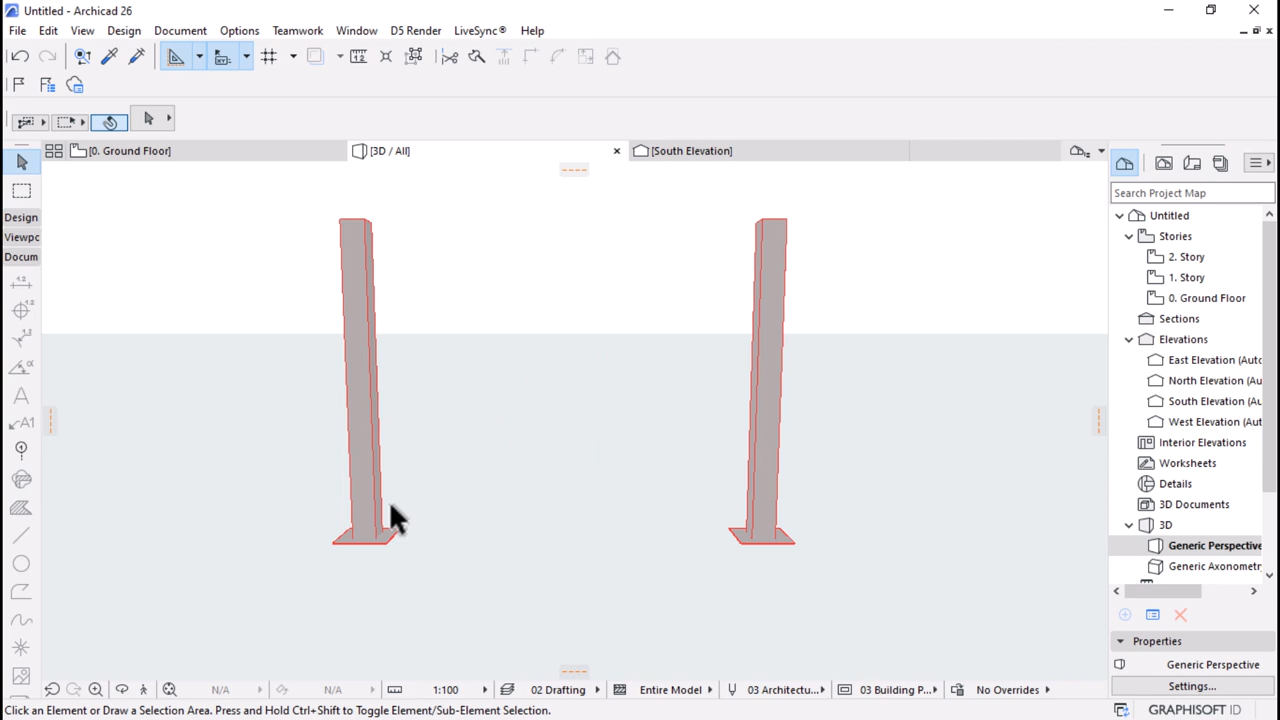 Untitled - Archicad 26
File Edit View Design Document Options Teamwork Window D5 Render LiveSync® Help
[0. Ground Floor]
[3D / All]
[South Elevation]
Search Project Map
Design
Viewpc
Docum
Untitled
Stories
2. Story
1. Story
0. Ground Floor
Sections
Elevations
East Elevation (Autc
North Elevation (Au
South Elevation (Au
West Elevation (Autc
Interior Elevations
Worksheets
Details
3D Documents
3D
Generic Perspective
Generic Axonometr
Properties
Generic Perspective
Settings...
N/A N/A 1:100 02 Drafting Entire Model 03 Architectu... 03 Building P... No Overrides
Click an Element or Draw a Selection Area. Press and Hold Ctrl+Shift to Toggle Element/Sub-Element Selection.
GRAPHISOFT ID